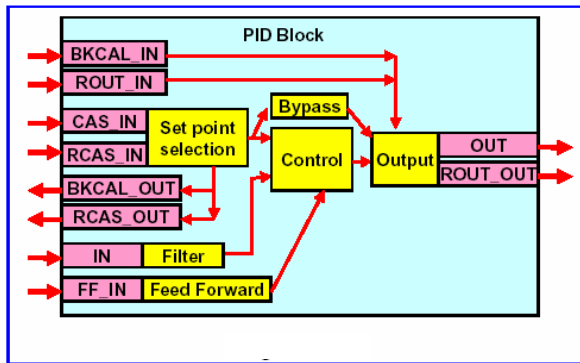 PID Block
BKCAL_IN
ROUT_IN
CAS_IN
RCAS_IN
Set point
selection
Bypass
Control
Output
OUT
ROUT_OUT
BKCAL_OUT
RCAS_OUT
IN
Filter
FF_IN
Feed Forward